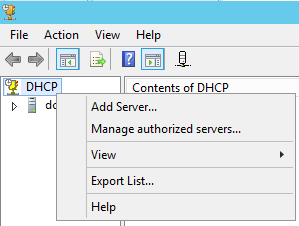 File Action View Help
DHCP
Contents of DHCP
Add Server...
Manage authorized servers...
View
Export List...
Help